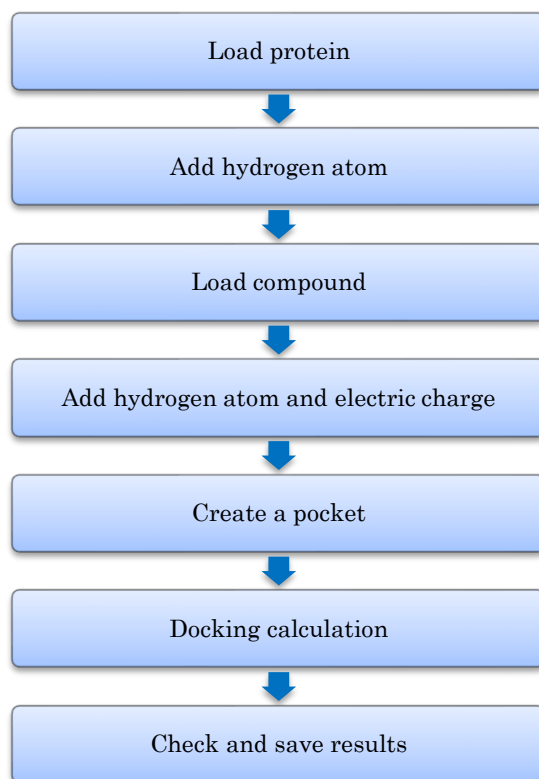 Load protein
Add hydrogen atom
Load compound
Add hydrogen atom and electric charge
Create a pocket
Docking calculation
Check and save results